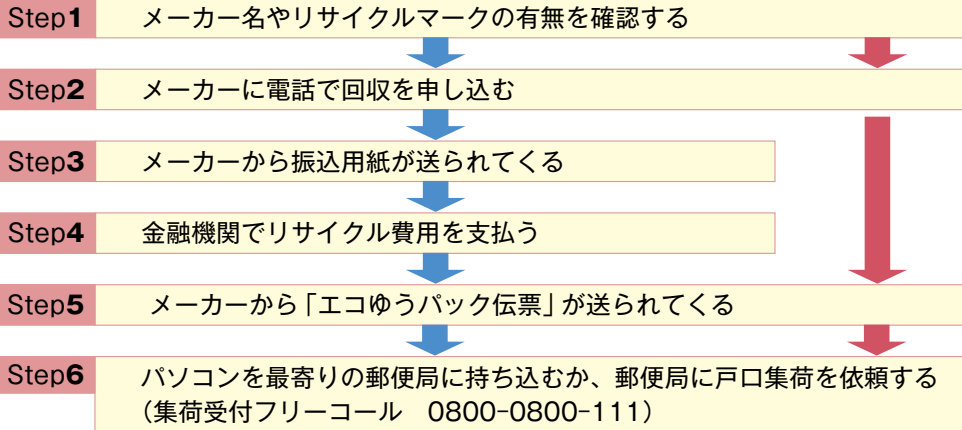 Step1 メーカー名やリサイクルマークの有無を確認する
Step2 メーカーに電話で回収を申し込む
Step3 メーカーから振込用紙が送られてくる
Step4 金融機関でリサイクル費用を支払う
Step5 メーカーから「エコゆうパック伝票」が送られてくる
Step6 パソコンを最寄りの郵便局に持ち込むか、郵便局に戸口集荷を依頼する
（集荷受付フリーコール　0800-0800-111）